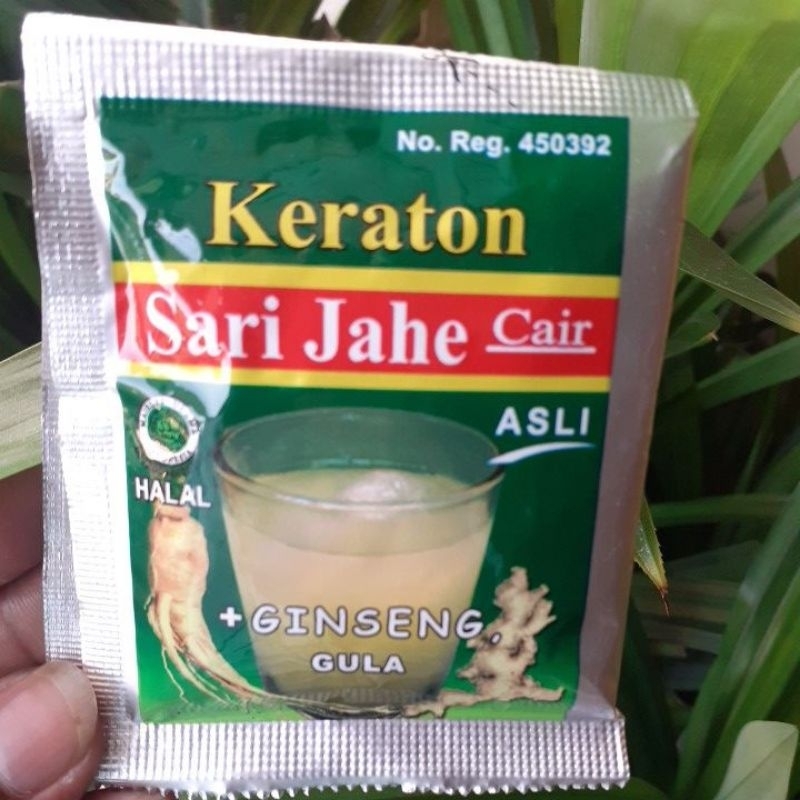 No. Reg. 450392
Keraton
Sari Jahe Cair
ASLI
HALAL
+GINSENG,
GULA